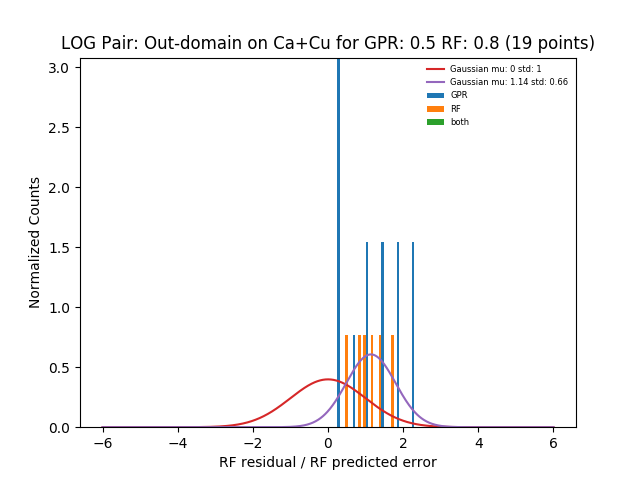 LOG Pair: Out-domain on Ca+Cu for GPR: 0.5 RF: 0.8 (19 points)
Gaussian mu: 0 std: 1
Gaussian mu: 1.14 std: 0.66
GPR
RF
both
Normalized Counts
3.0
2.5
2.0
1.5
1.0
0.5
0.0
−6 −4 −2 0 2 4 6
RF residual / RF predicted error